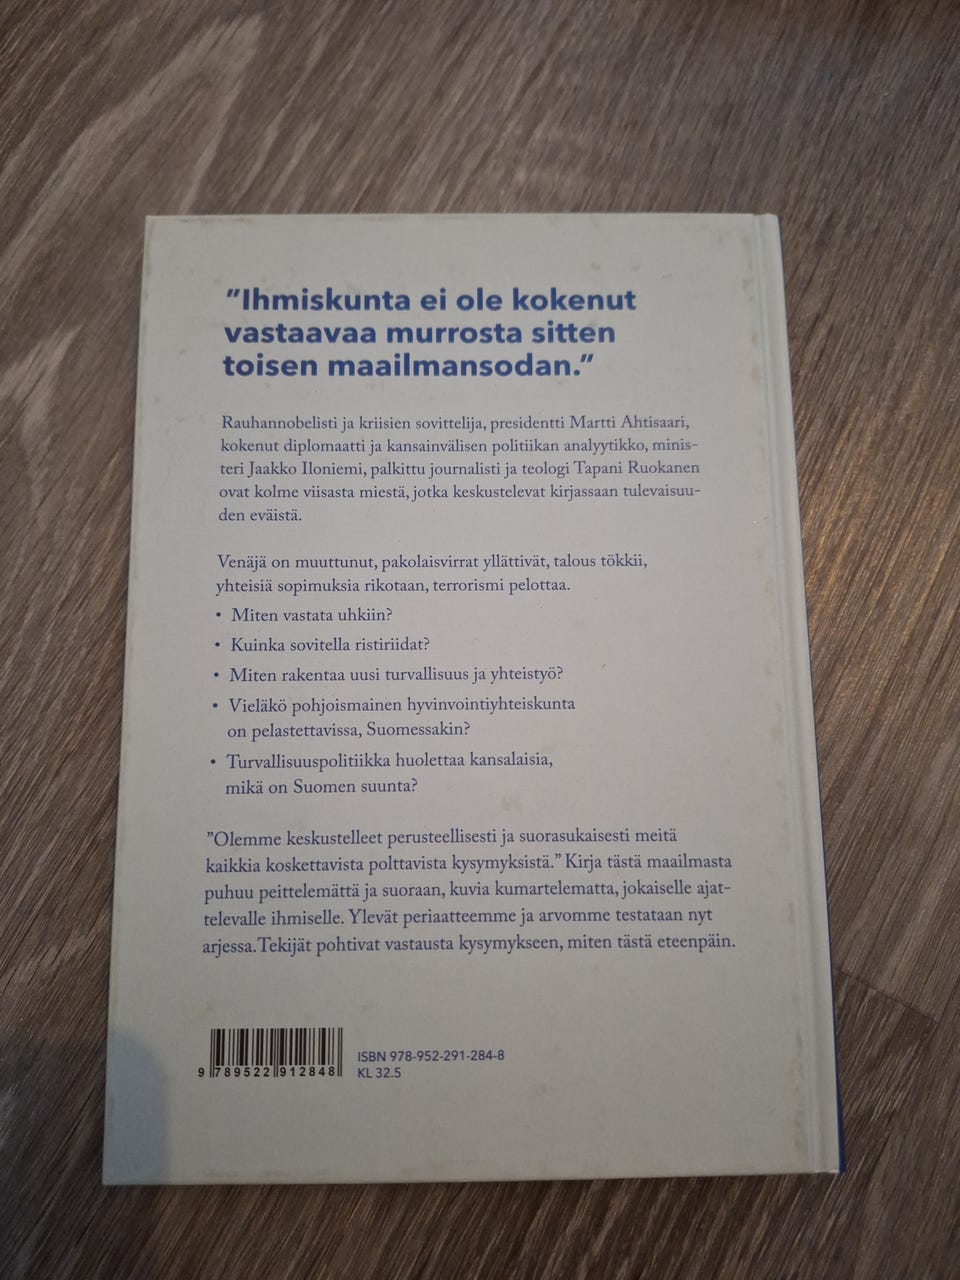 ”Ihmiskunta ei ole kokenut
vastaavaa murrosta sitten
toisen maailmansodan.”
Rauhannobelisti ja kriisien sovittelija, presidentti Martti Ahtisaari,
kokenut diplomaatti ja kansainvälisen politiikan analyytikko, minis-
teri Jaakko Iloniemi, palkittu journalisti ja teologi Tapani Ruokanen
ovat kolme viisasta miestä, jotka keskustelevat kirjassaan tulevaisuu-
den eväistä.
Venäjä on muuttunut, pakolaisvirrat yllättivät, talous tökkii,
yhteisiä sopimuksia rikotaan, terrorismi pelottaa.
• Miten vastata uhkiin?
• Kuinka sovitella ristiriidat?
• Miten rakentaa uusi turvallisuus ja yhteistyö?
• Vieläkö pohjoismainen hyvinvointiyhteiskunta
on pelastettavissa, Suomessakin?
• Turvallisuuspolitiikka huolettaa kansalaisia,
mikä on Suomen suunta?
”Olemme keskustelleet perusteellisesti ja suorasukaisesti meitä
kaikkia koskettavista polttavista kysymyksistä.” Kirja tästä maailmasta
puhuu peittelemättä ja suoraan, kuvia kumartelematta, jokaiselle ajat-
televalle ihmiselle. Ylevät periaatteemme ja arvomme testataan nyt
arjessa. Tekijät pohtivat vastausta kysymykseen, miten tästä eteenpäin.
9 789522 912848
ISBN 978-952-291-284-8
KL 32.5